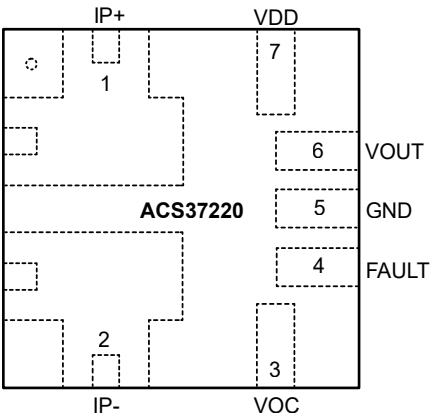 IP+ VDD
7
1
6 VOUT
ACS37220 5 GND
4 FAULT
2
3
IP- VOC